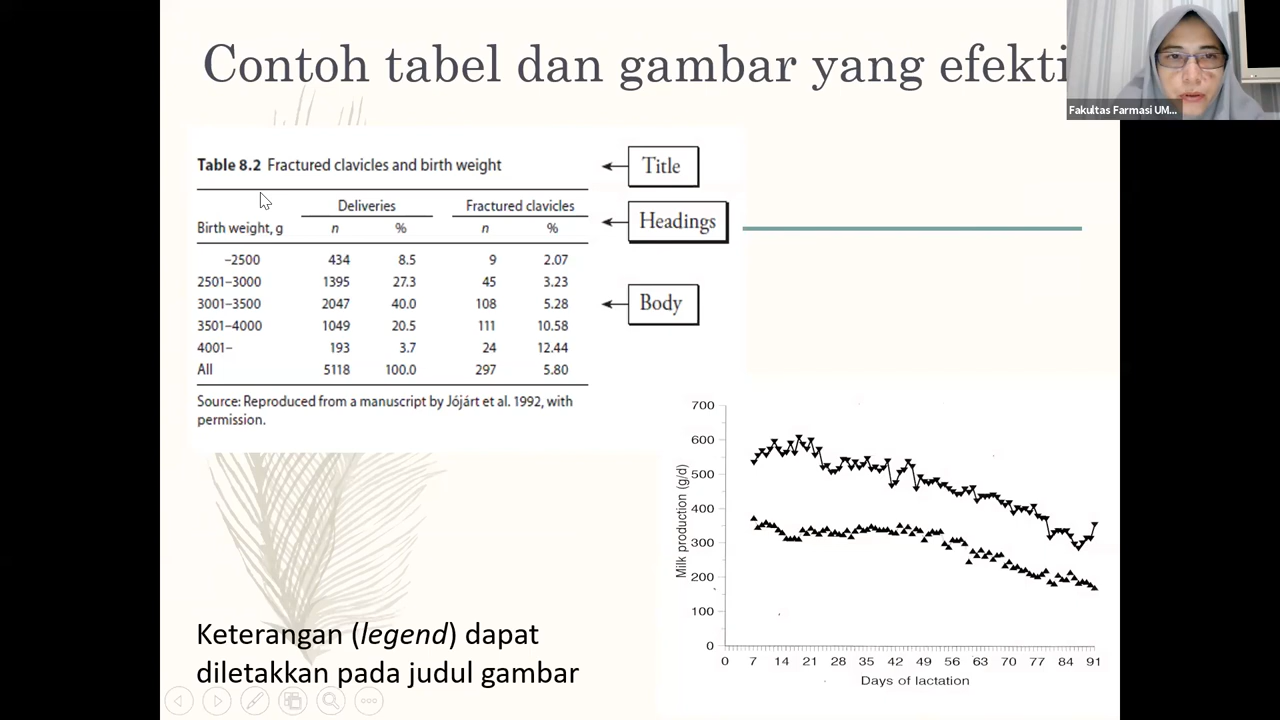 Contoh tabel dan gambar yang efekti
Fakultas Farmasi UM...
Table 8.2 Fractured clavicles and birth weight
Title
Deliveries Fractured clavicles
Headings
Birth weight, g n % n %
–2500 434 8.5 9 2.07
2501–3000 1395 27.3 45 3.23
3001–3500 2047 40.0 108 5.28
Body
3501–4000 1049 20.5 111 10.58
4001– 193 3.7 24 12.44
All 5118 100.0 297 5.80
Source: Reproduced from a manuscript by Jójárt et al. 1992, with
permission.
700
600
500
400
300
200
100
0
Milk production (g/d)
0 7 14 21 28 35 42 49 56 63 70 77 84 91
Days of lactation
Keterangan (legend) dapat
diletakkan pada judul gambar